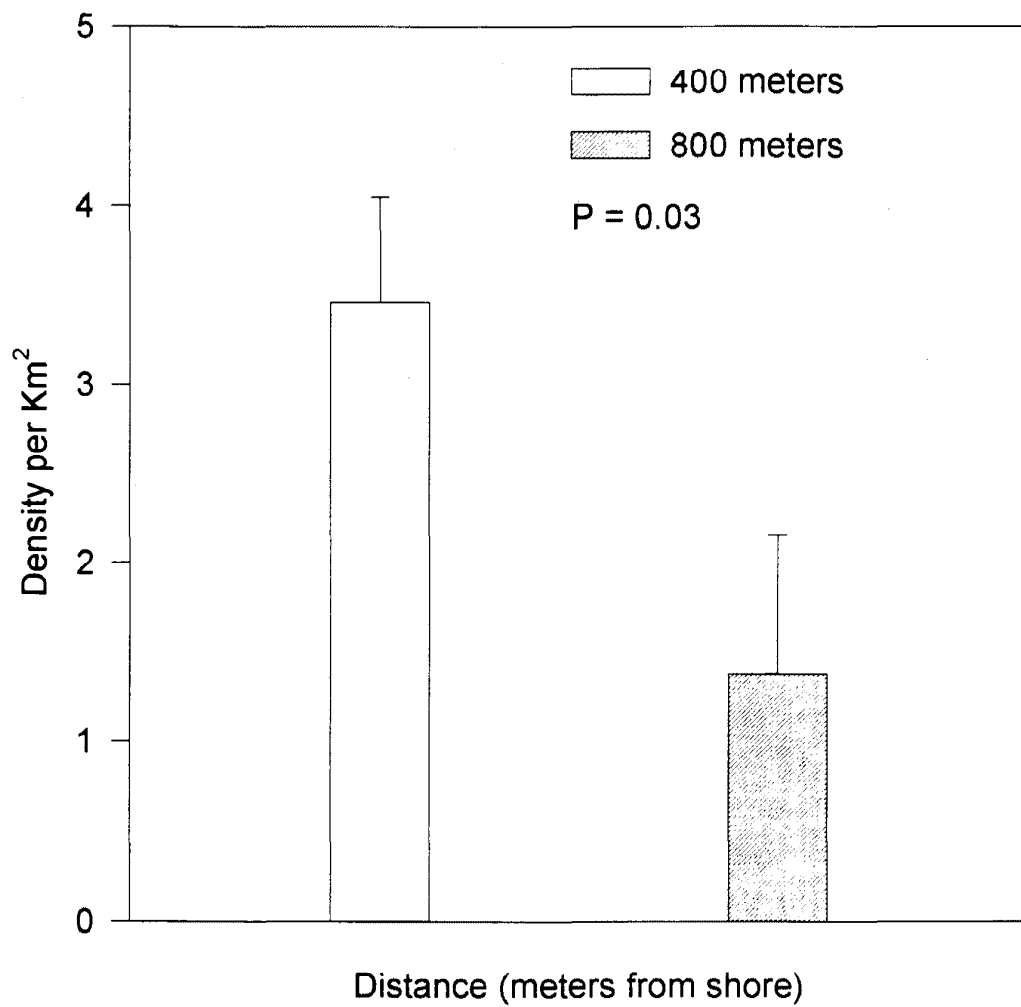 5
4
3
2
1
0
Density per Km²
400 meters
800 meters
P = 0.03
Distance (meters from shore)